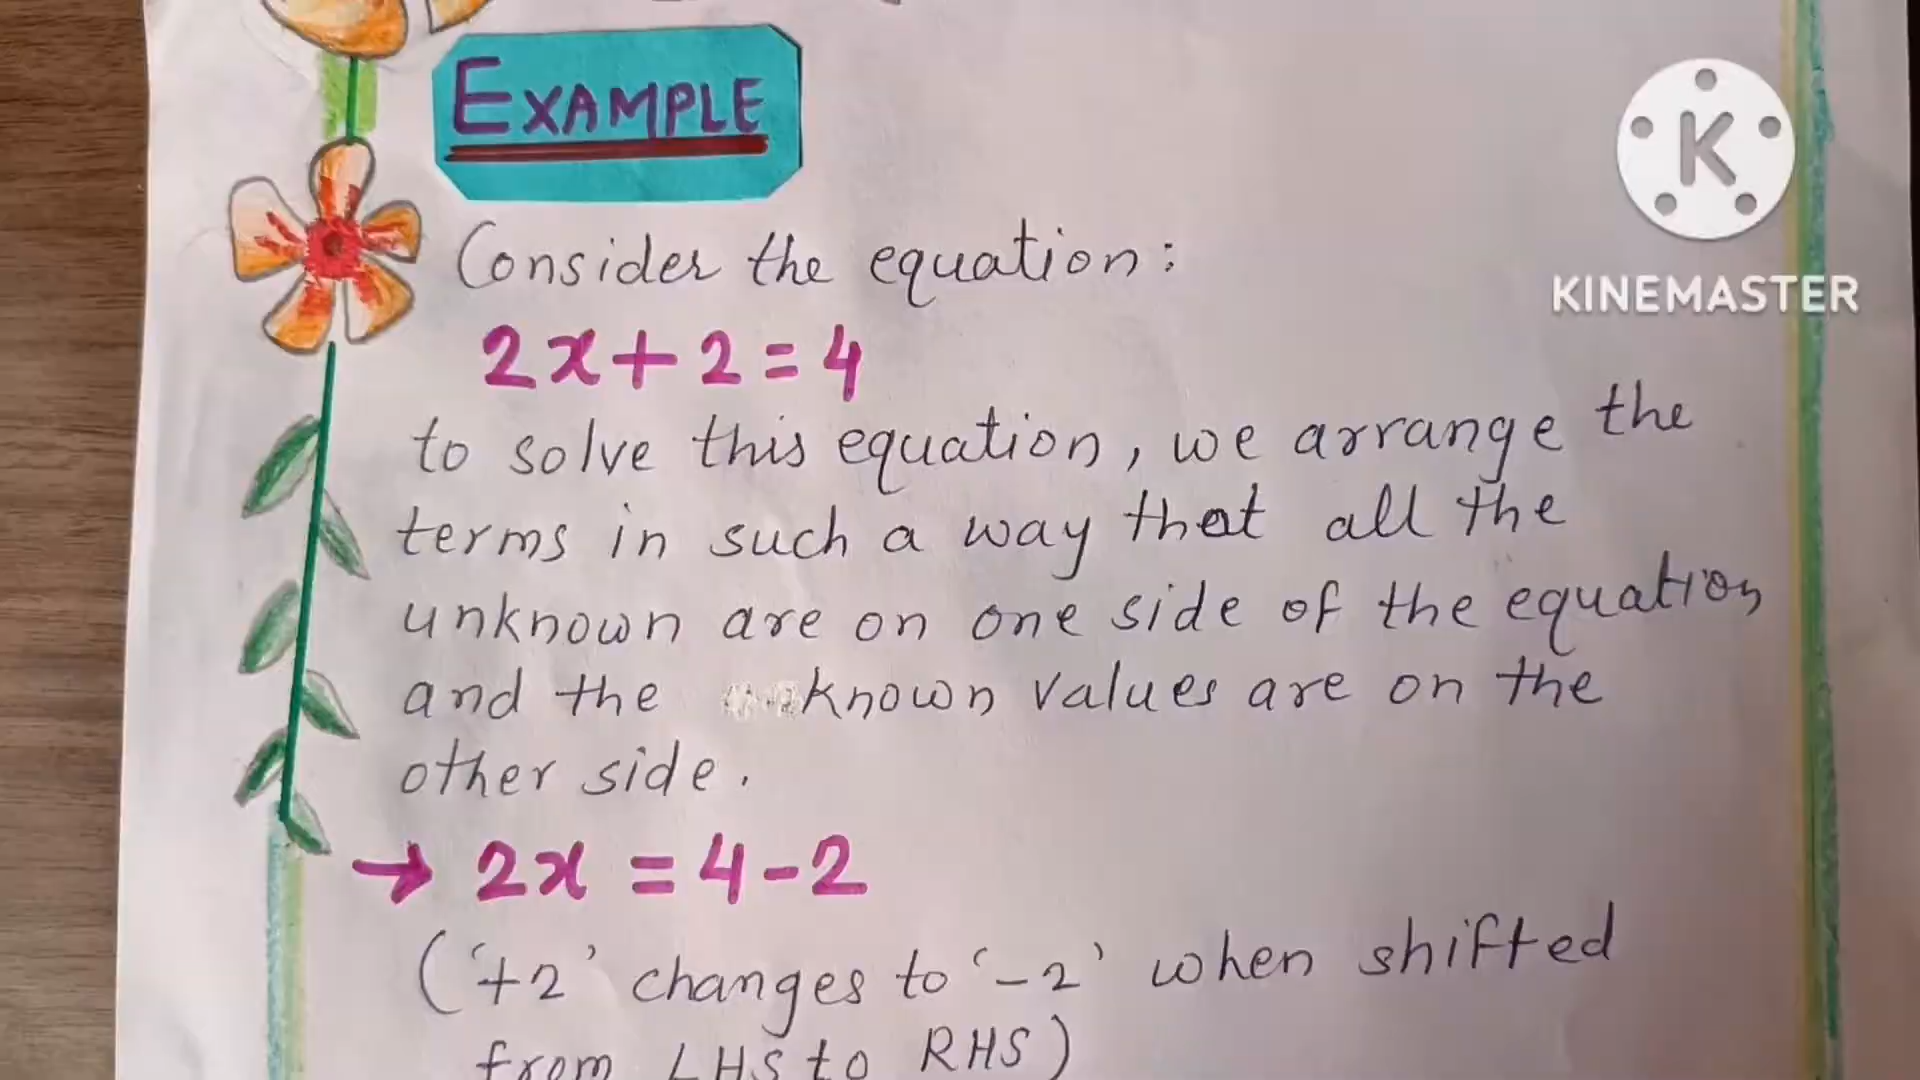 EXAMPLE
K
KINEMASTER
Consider the equation:
2x+2=4
to solve this equation, we arrange the
terms in such a way that all the
unknown are on one side of the equation
and the known values are on the
other side.
→ 2x = 4-2
('+2' changes to '-2' when shifted
from LHS to RHS)